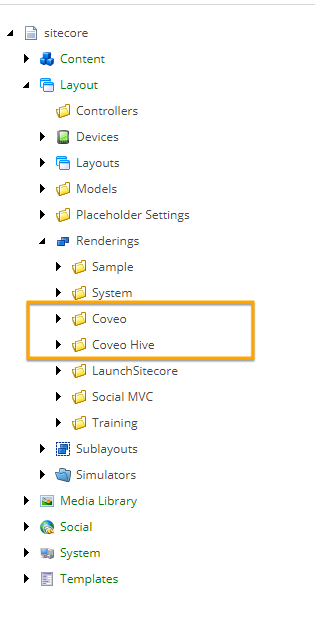 sitecore
Content
Layout
Controllers
Devices
Layouts
Models
Placeholder Settings
Renderings
Sample
System
Coveo
Coveo Hive
LaunchSitecore
Social MVC
Training
Sublayouts
Simulators
Media Library
Social
System
Templates